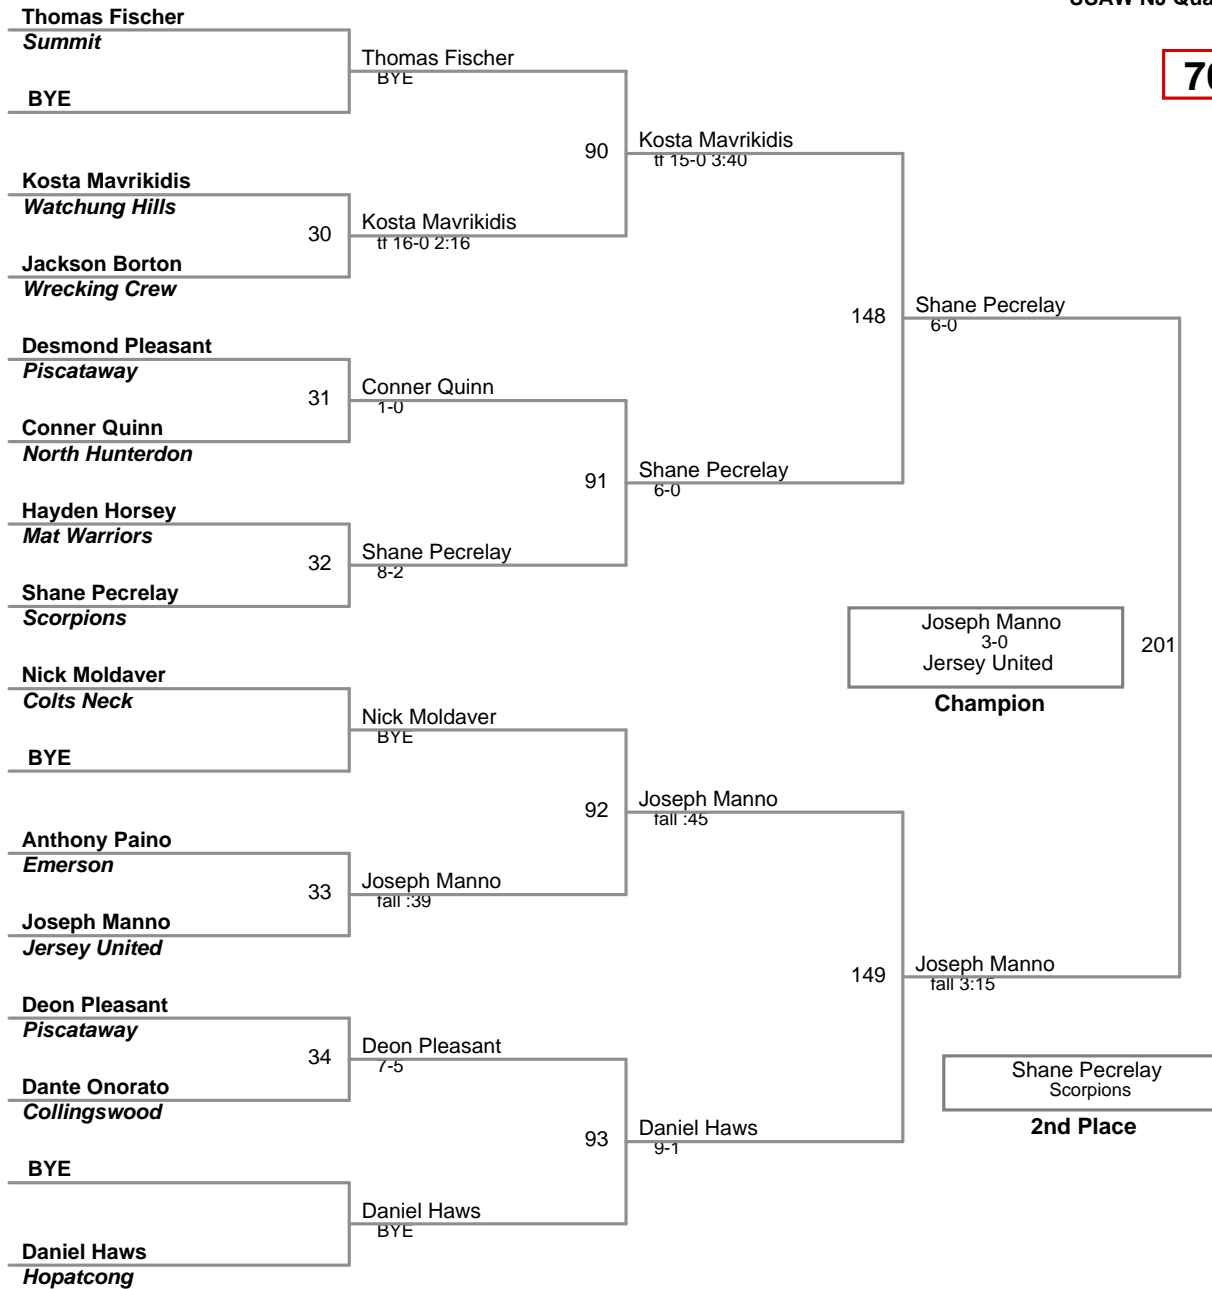 USAW NJ
70
Thomas Fischer
Summit
BYE
Thomas Fischer
BYE
90
Kosta Mavrikidis
tf 15-0 3:40
Kosta Mavrikidis
Watchung Hills
30
Kosta Mavrikidis
tf 16-0 2:16
Jackson Borton
Wrecking Crew
148
Shane Pecrelay
6-0
Desmond Pleasant
Piscataway
31
Conner Quinn
1-0
Conner Quinn
North Hunterdon
91
Shane Pecrelay
6-0
Hayden Horsey
Mat Warriors
32
Shane Pecrelay
8-2
Shane Pecrelay
Scorpions
Joseph Manno
3-0
Jersey United
201
Champion
Nick Moldaver
Colts Neck
Nick Moldaver
BYE
BYE
92
Joseph Manno
fall :45
Anthony Paino
Emerson
33
Joseph Manno
fall :39
Joseph Manno
Jersey United
149
Joseph Manno
fall 3:15
Deon Pleasant
Piscataway
34
Deon Pleasant
7-5
Dante Onorato
Collingswood
93
Daniel Haws
9-1
Shane Pecrelay
Scorpions
2nd Place
BYE
Daniel Haws
BYE
Daniel Haws
Hopatcong